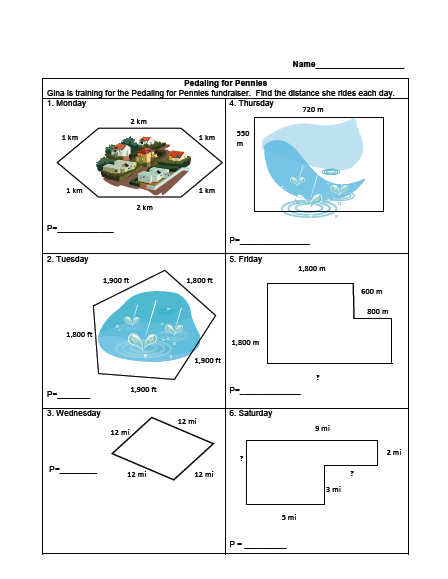 Name___________________
Pedaling for Pennies
Gina is training for the Pedaling for Pennies fundraiser.  Find the distance she rides each day.
1. Monday
2 km
1 km
1 km
1 km
1 km
2 km
P=____________
4. Thursday
720 m
550
m
P=_______________
2. Tuesday
1,900 ft
1,800 ft
1,800 ft
1,900 ft
1,900 ft
P=_______
5. Friday
1,800 m
600 m
800 m
1,800 m
?
P=_____________
3. Wednesday
12 mi
12 mi
12 mi
12 mi
P=________
6. Saturday
9 mi
?
2 mi
?
3 mi
5 mi
P = _________